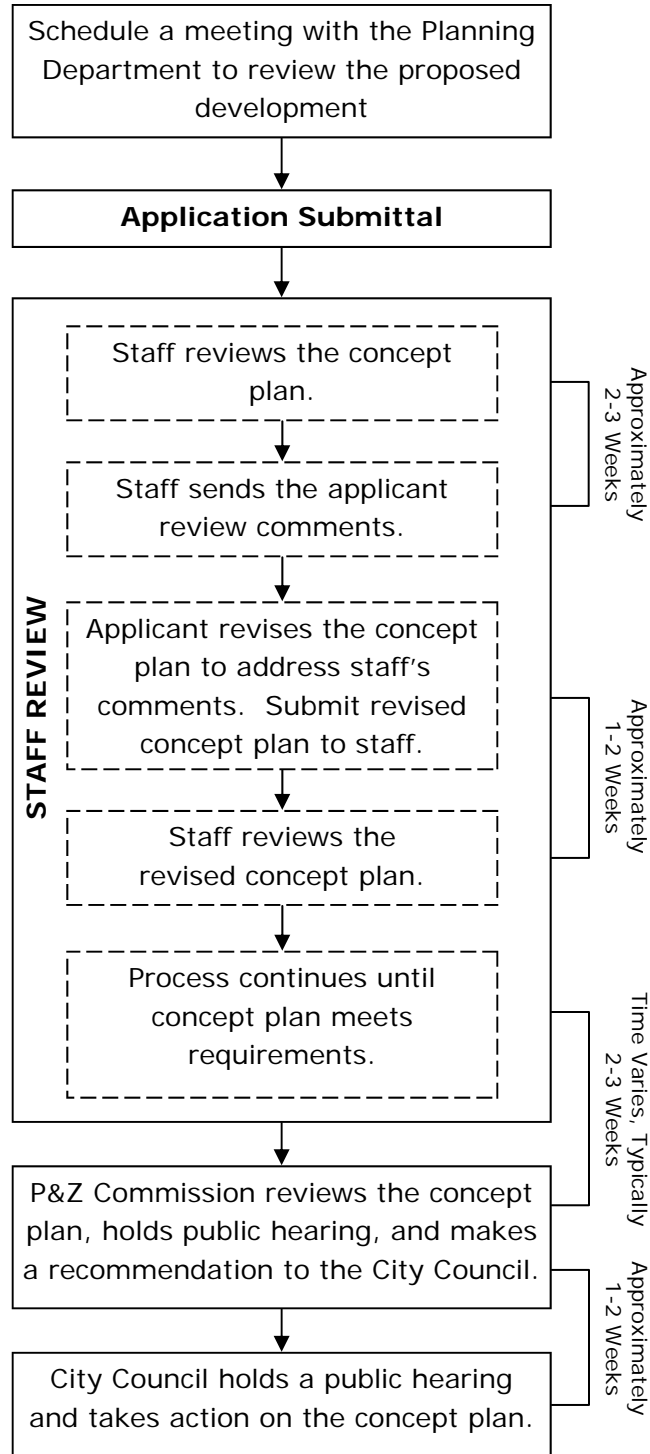 Schedule a meeting with the Planning
Department to review the proposed
development
Application Submittal
STAFF REVIEW
Staff reviews the concept
plan.
Staff sends the applicant
review comments.
Approximately
2-3 Weeks
Applicant revises the concept
plan to address staff's
comments. Submit revised
concept plan to staff.
Staff reviews the
revised concept plan.
Approximately
1-2 Weeks
Process continues until
concept plan meets
requirements.
Time Varies, Typically
2-3 Weeks
P&Z Commission reviews the concept
plan, holds public hearing, and makes
a recommendation to the City Council.
Approximately
1-2 Weeks
City Council holds a public hearing
and takes action on the concept plan.